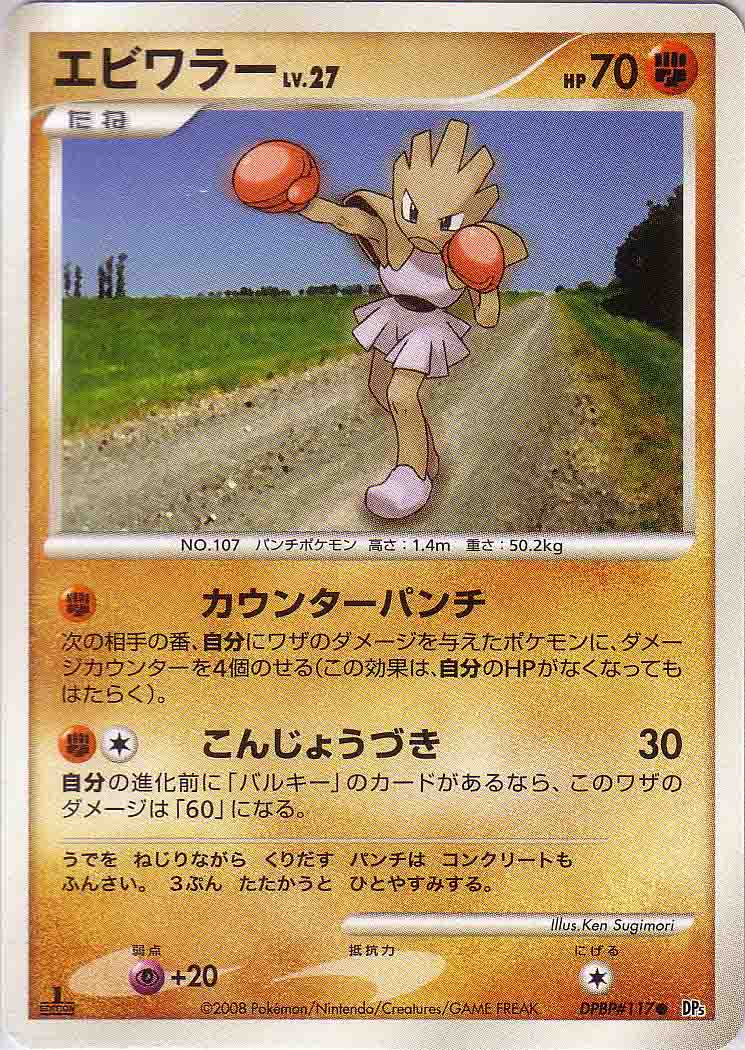 エビワラー LV.27 HP 70
たね
NO.107 パンチポケモン 高さ：1.4m 重さ：50.2kg
カウンターパンチ
次の相手の番、自分にワザのダメージを与えたポケモンに、ダメ
ージカウンターを4個のせる（この効果は、自分のHPがなくなっても
はたらく）。
こんじょうづき 30
自分の進化前に「バルキー」のカードがあるなら、このワザの
ダメージは「60」になる。
うでを ねじりながら くりだす パンチは コンクリートも
ふんさい。 3ぷん たたかうと ひとやすみする。
Illus.Ken Sugimori
弱点 抵抗力 にげる
+20
1 EDITION ©2008 Pokémon/Nintendo/Creatures/GAME FREAK DPBP#117 DP5